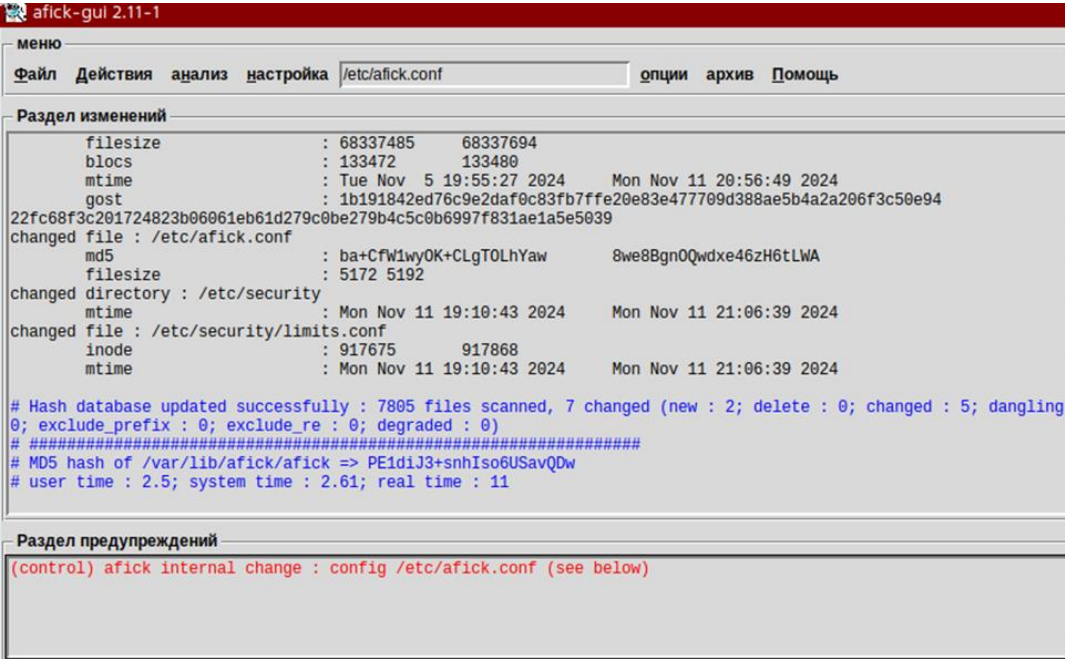 afick-gui 2.11-1
меню
Файл Действия анализ настройка /etc/afick.conf опции архив Помощь
Раздел изменений
filesize : 68337485 68337694
blocs : 133472 133480
mtime : Tue Nov 5 19:55:27 2024 Mon Nov 11 20:56:49 2024
gost : 1b191842ed76c9e2daf0c83fb7ffe20e83e477709d388ae5b4a2a206f3c50e94
22fc68f3c201724823b06061eb61d279c0be279b4c5c0b6997f831ae1a5e5039
changed file : /etc/afick.conf
md5 : ba+CfW1wyOK+CLgTOLhYaw 8we8BgnOQwdxe46zH6tLWA
filesize : 5172 5192
changed directory : /etc/security
mtime : Mon Nov 11 19:10:43 2024 Mon Nov 11 21:06:39 2024
changed file : /etc/security/limits.conf
inode : 917675 917868
mtime : Mon Nov 11 19:10:43 2024 Mon Nov 11 21:06:39 2024
# Hash database updated successfully : 7805 files scanned, 7 changed (new : 2; delete : 0; changed : 5; dangling
0; exclude_prefix : 0; exclude_re : 0; degraded : 0)
# #################################################################
# MD5 hash of /var/lib/afick/afick => PE1diJ3+snhIso6USavQDw
# user time : 2.5; system time : 2.61; real time : 11
Раздел предупреждений
(control) afick internal change : config /etc/afick.conf (see below)